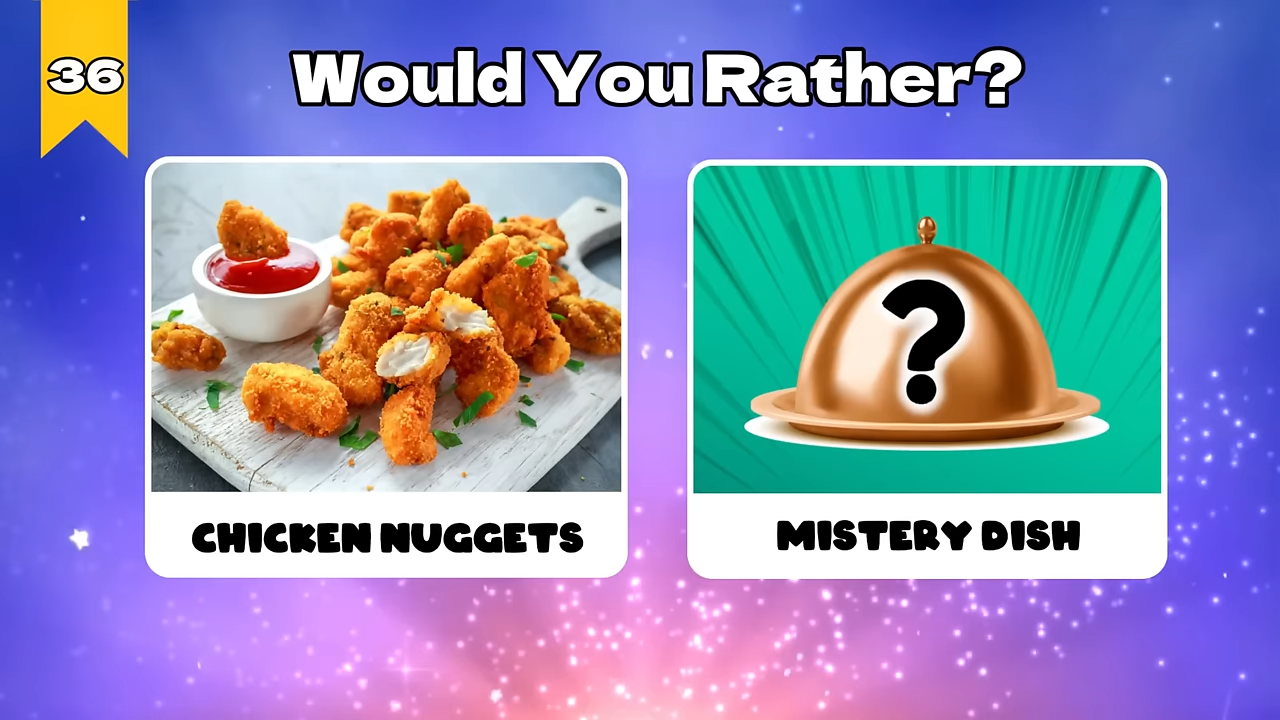 36
Would You Rather?
CHICKEN NUGGETS
MISTERY DISH
?